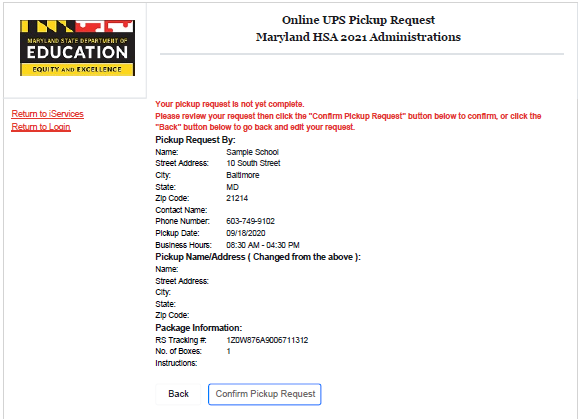 Online UPS Pickup Request
Maryland HSA 2021 Administrations
MARYLAND STATE DEPARTMENT OF
EDUCATION
EQUITY AND EXCELLENCE
Return to iServices
Return to Login
Your pickup request is not yet complete.
Please review your request then click the "Confirm Pickup Request" button below to confirm, or click the
"Back" button below to go back and edit your request.
Pickup Request By:
Name: Sample School
Street Address: 10 South Street
City: Baltimore
State: MD
Zip Code: 21214
Contact Name:
Phone Number: 603-749-9102
Pickup Date: 09/18/2020
Business Hours: 08:30 AM - 04:30 PM
Pickup Name/Address ( Changed from the above ):
Name:
Street Address:
City:
State:
Zip Code:
Package Information:
RS Tracking #: 1Z0W876A9006711312
No. of Boxes: 1
Instructions:
Back Confirm Pickup Request